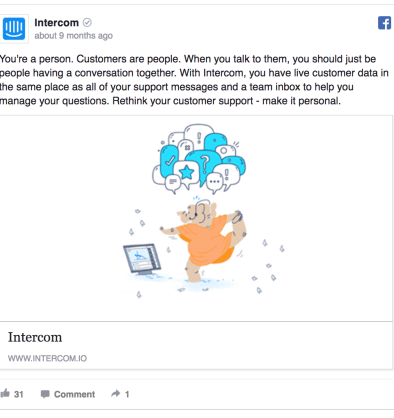 Intercom
about 9 months ago
You're a person. Customers are people. When you talk to them, you should just be
people having a conversation together. With Intercom, you have live customer data in
the same place as all of your support messages and a team inbox to help you
manage your questions. Rethink your customer support - make it personal.
Intercom
WWW.INTERCOM.IO
31 Comment 1